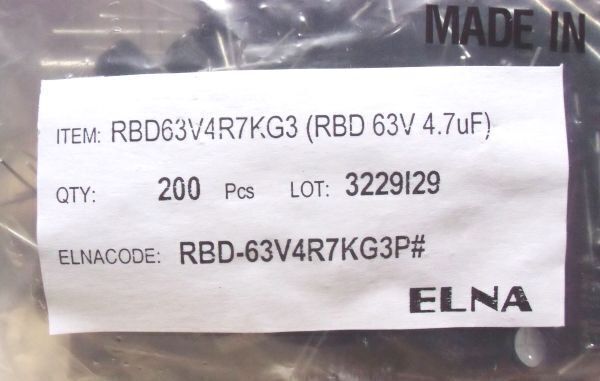 MADE IN
ITEM: RBD63V4R7KG3 (RBD 63V 4.7uF)
QTY: 200 Pcs LOT: 3229I29
ELNACODE: RBD-63V4R7KG3P#
ELNA